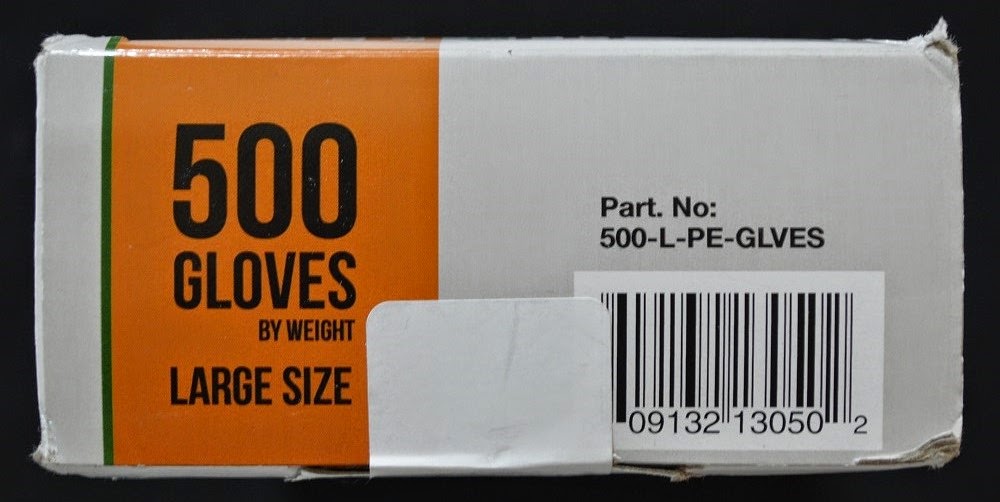 500
GLOVES
BY WEIGHT
LARGE SIZE
Part. No:
500-L-PE-GLVES
09132 13050 2